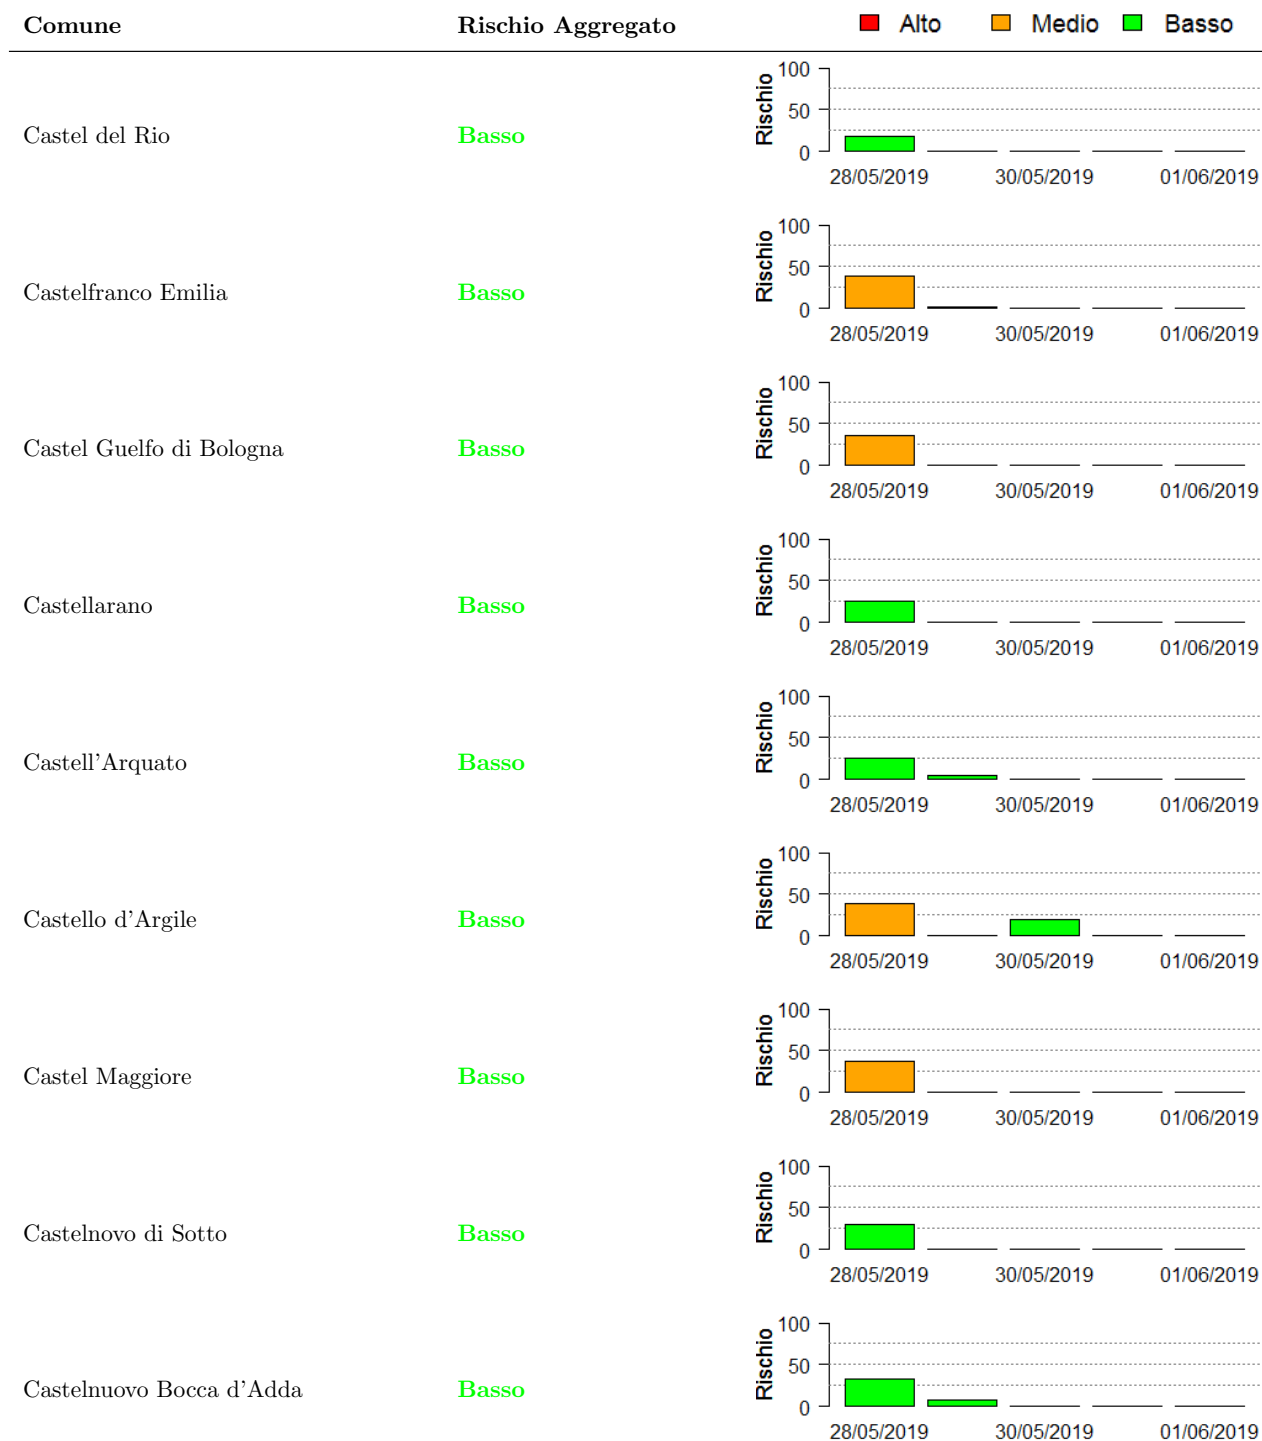 Comune Rischio Aggregato Alto Medio Basso
100
50
0
Rischio
Castel del Rio Basso
28/05/2019 30/05/2019 01/06/2019
100
50
0
Rischio
Castelfranco Emilia Basso
28/05/2019 30/05/2019 01/06/2019
100
50
0
Rischio
Castel Guelfo di Bologna Basso
28/05/2019 30/05/2019 01/06/2019
100
50
0
Rischio
Castellarano Basso
28/05/2019 30/05/2019 01/06/2019
100
50
0
Rischio
Castell'Arquato Basso
28/05/2019 30/05/2019 01/06/2019
100
50
0
Rischio
Castello d'Argile Basso
28/05/2019 30/05/2019 01/06/2019
100
50
0
Rischio
Castel Maggiore Basso
28/05/2019 30/05/2019 01/06/2019
100
50
0
Rischio
Castelnovo di Sotto Basso
28/05/2019 30/05/2019 01/06/2019
100
50
0
Rischio
Castelnuovo Bocca d'Adda Basso
28/05/2019 30/05/2019 01/06/2019